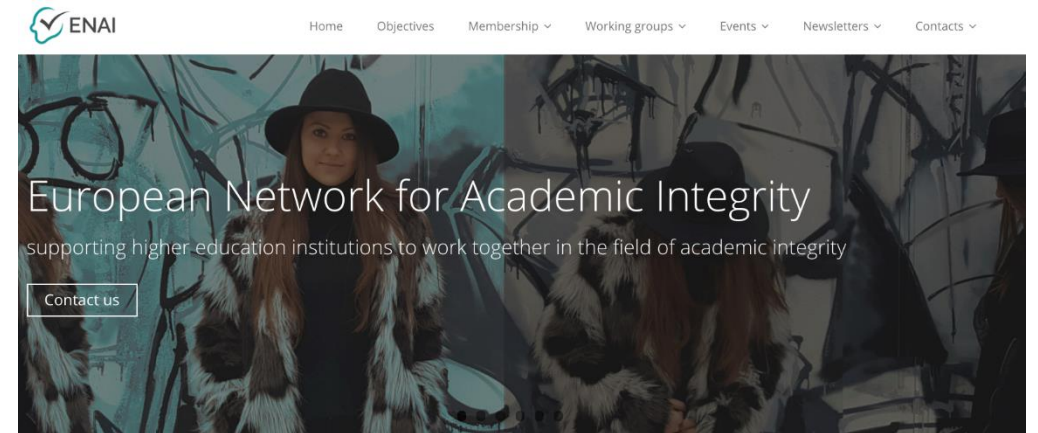 ENAI
Home Objectives Membership Working groups Events Newsletters Contacts
European Network for Academic Integrity
supporting higher education institutions to work together in the field of academic integrity
Contact us